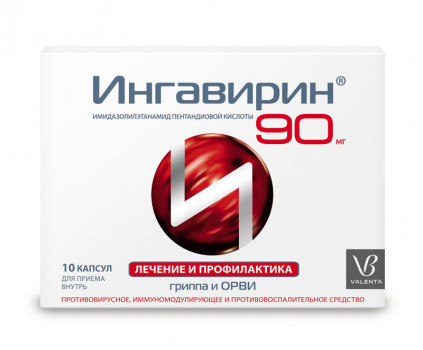 Ингавирин®
ИМИДАЗОЛИЛЭТАНАМИД ПЕНТАНДИОВОЙ КИСЛОТЫ
90 мг
И
10 КАПСУЛ
ДЛЯ ПРИЕМА
ВНУТРЬ
ЛЕЧЕНИЕ И ПРОФИЛАКТИКА
гриппа и ОРВИ
VALENTA
ПРОТИВОВИРУСНОЕ, ИММУНОМОДУЛИРУЮЩЕЕ И ПРОТИВОВОСПАЛИТЕЛЬНОЕ СРЕДСТВО